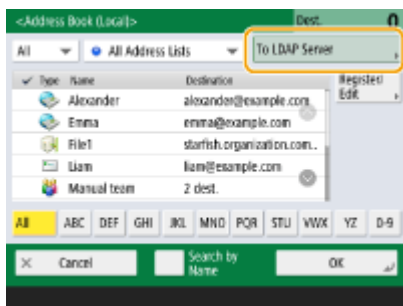 <Address Book (Local)> Dest. 0
All All Address Lists To LDAP Server
Type Name Destination Register/
Edit
Alexander alexander@example.com
Emma emma@example.com
File1 starfish.organization.com..
Liam liam@example.com
Manual team 2 dest.
All ABC DEF GHI JKL MNO PQR STU VWX YZ 0-9
× Cancel Search by
Name OK